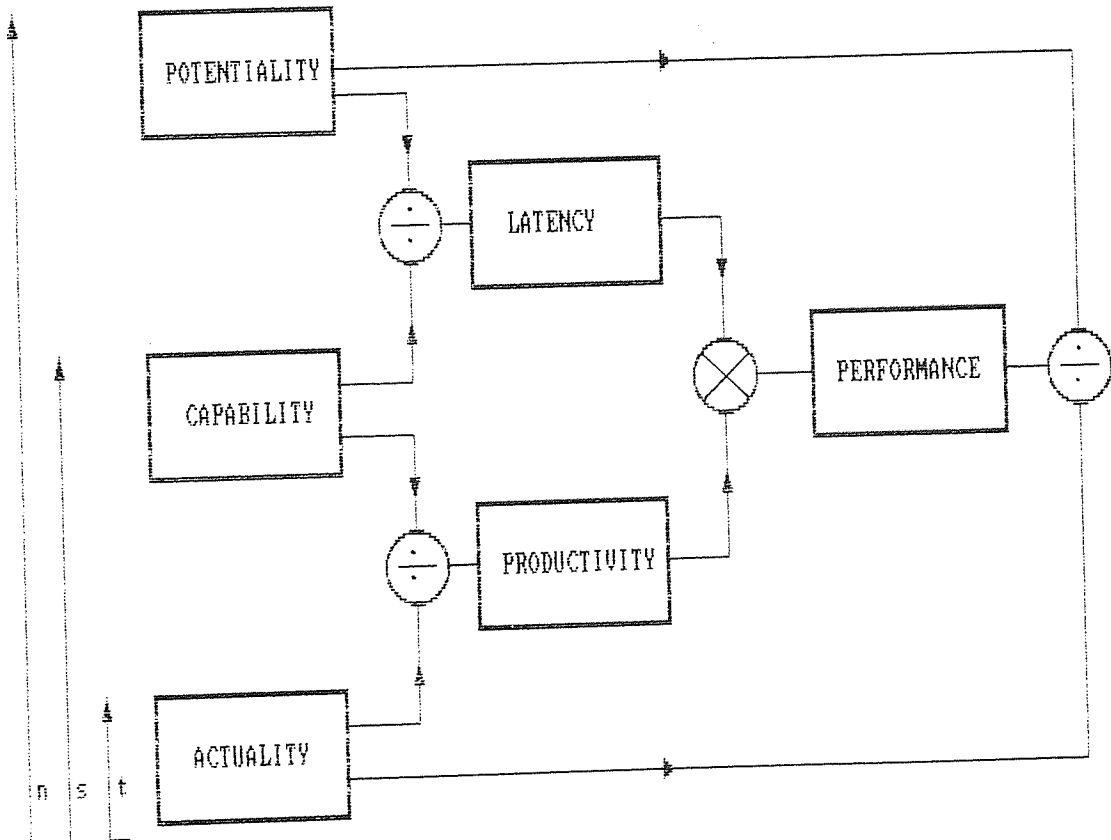 POTENTIALITY
LATENCY
PERFORMANCE
CAPABILITY
PRODUCTIVITY
ACTUALITY
n s t